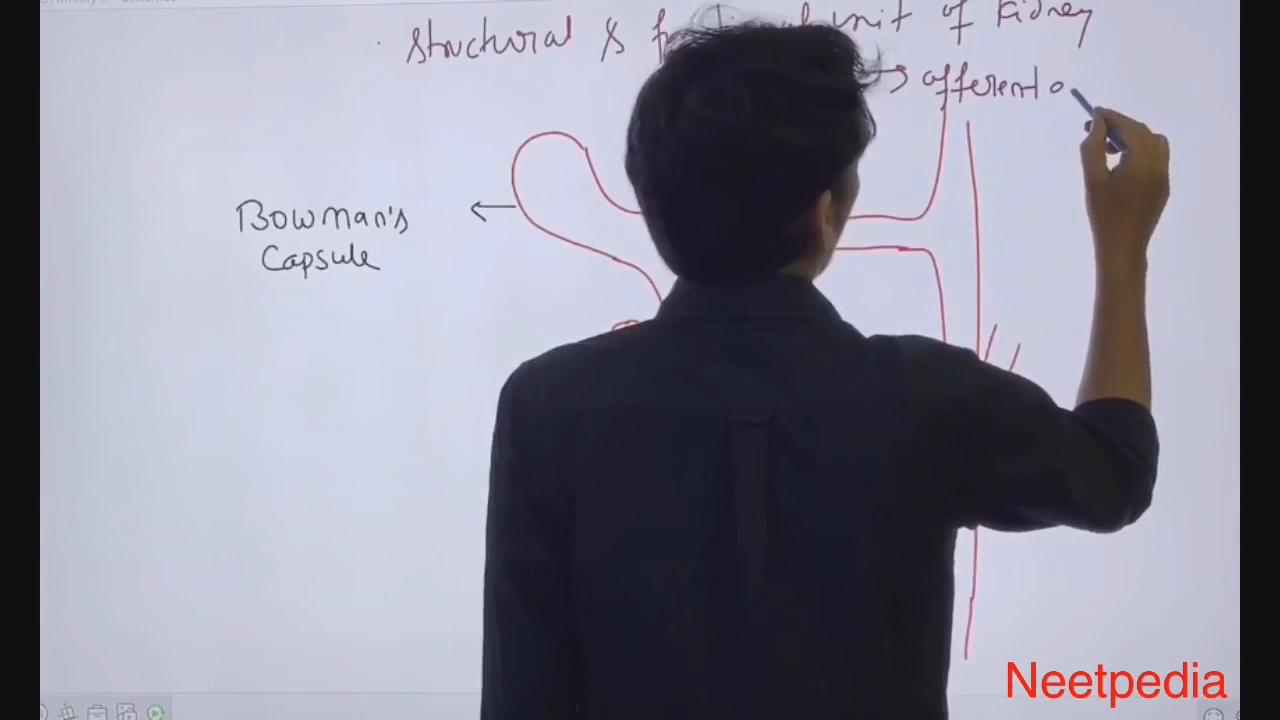 Structural & unit of Kidney
→ afferent a
Bowman's
Capsule
Neetpedia